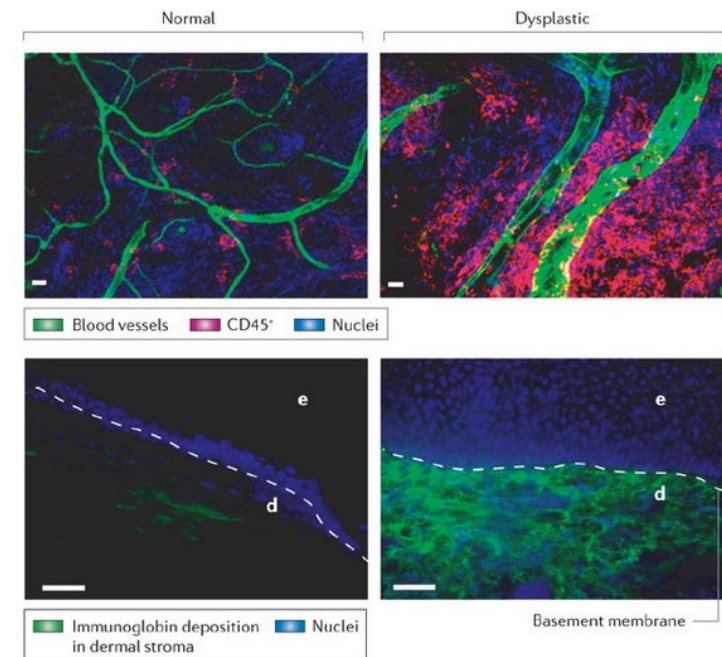 Normal
Dysplastic
Blood vessels CD45⁺ Nuclei
e
d
e
d
Immunoglobin deposition
in dermal stroma
Nuclei
Basement membrane